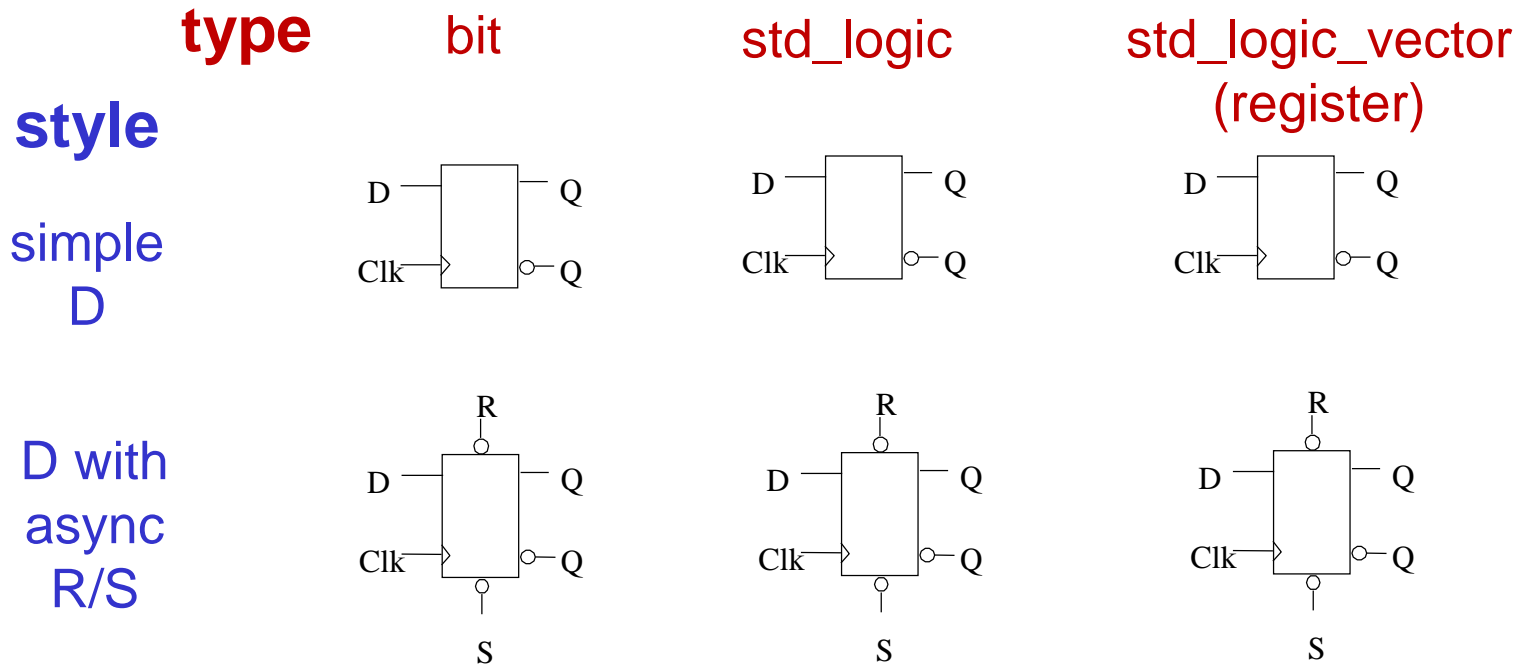 type
bit
std_logic
std_logic_vector
(register)
style
simple
D
D
Clk
Q
Q
D
Clk
Q
Q
D
Clk
Q
Q
D with
async
R/S
R
D
Clk
Q
Q
S
R
D
Clk
Q
Q
S
R
D
Clk
Q
Q
S